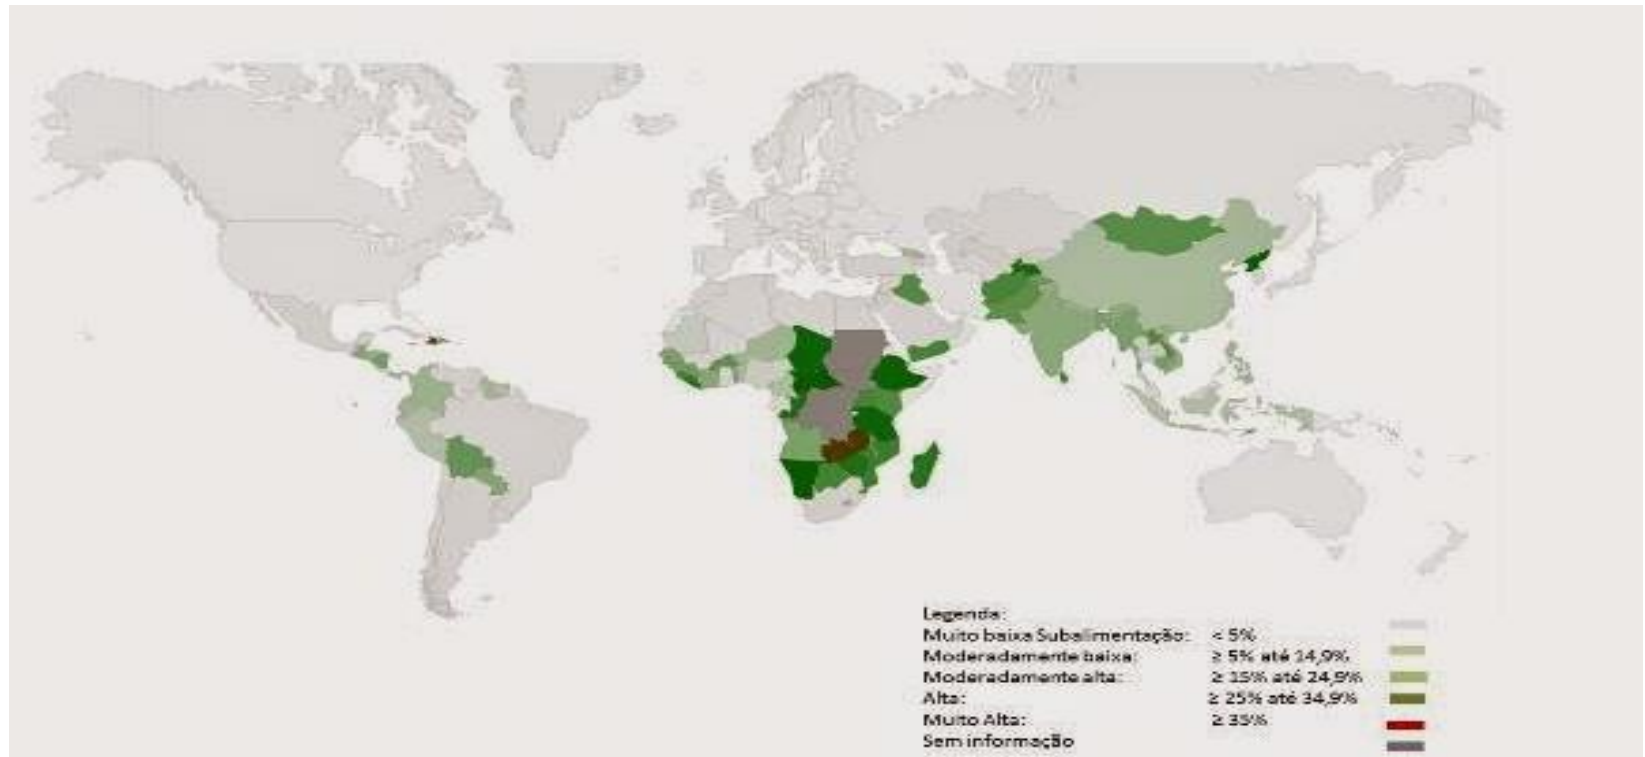 Legenda:
Muito baixa Subalimentação: < 5%
Moderadamente baixa: ≥ 5% até 14,9%
Moderadamente alta: ≥ 15% até 24,9%
Alta: ≥ 25% até 34,9%
Muito Alta: ≥ 35%
Sem informação